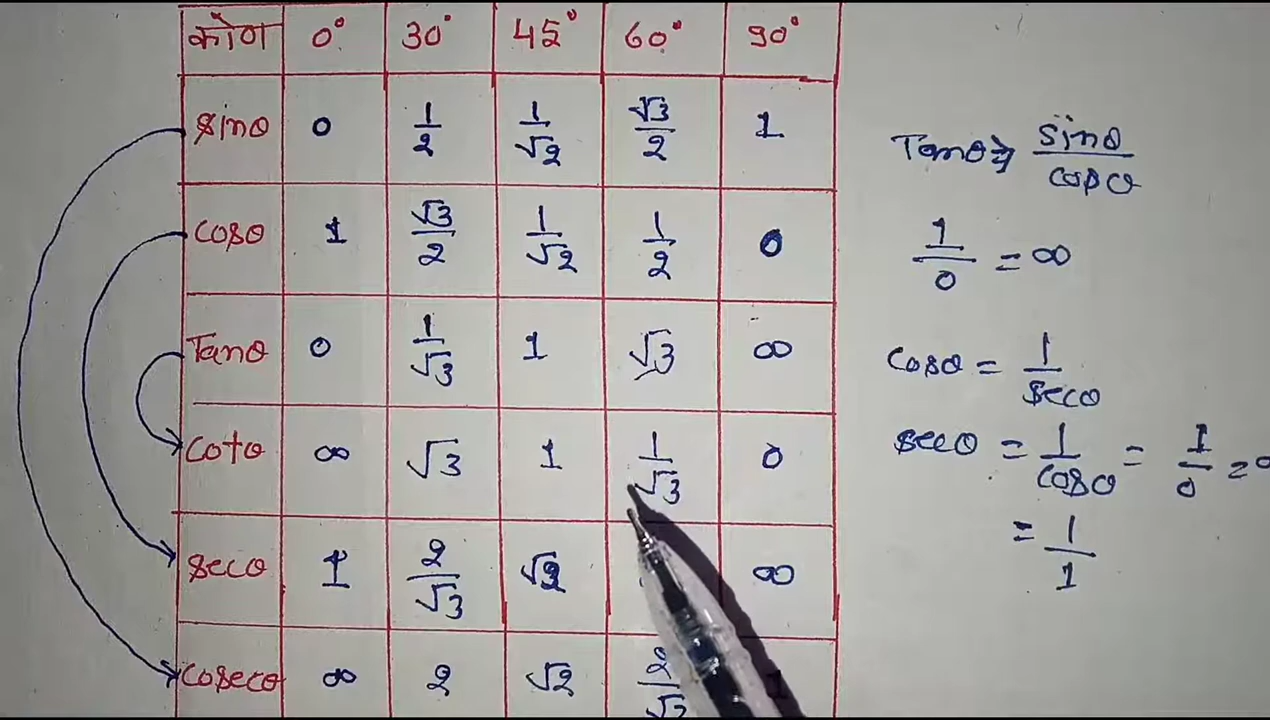 कोण 0° 30° 45° 60° 90°
sinθ 0 1/2 1/√2 √3/2 1
cosθ 1 √3/2 1/√2 1/2 0
Tanθ 0 1/√3 1 √3 ∞
cotθ ∞ √3 1 1/√3 0
secθ 1 2/√3 √2 ∞
cosecθ ∞ 2 √2 2/√3 1
Tanθ ⇒ sinθ/cosθ
1/0 = ∞
cosθ = 1/secθ
secθ = 1/cosθ = 1/0 =
= 1/1